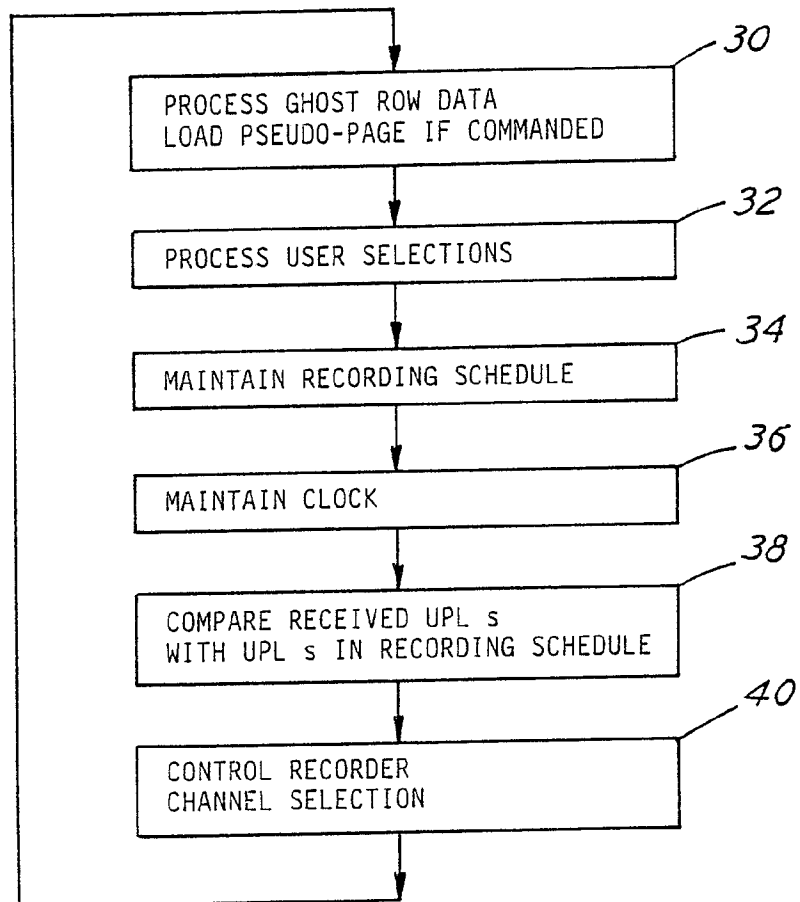 30
PROCESS GHOST ROW DATA
LOAD PSEUDO-PAGE IF COMMANDED
32
PROCESS USER SELECTIONS
34
MAINTAIN RECORDING SCHEDULE
36
MAINTAIN CLOCK
38
COMPARE RECEIVED UPL s
WITH UPL s IN RECORDING SCHEDULE
40
CONTROL RECORDER
CHANNEL SELECTION